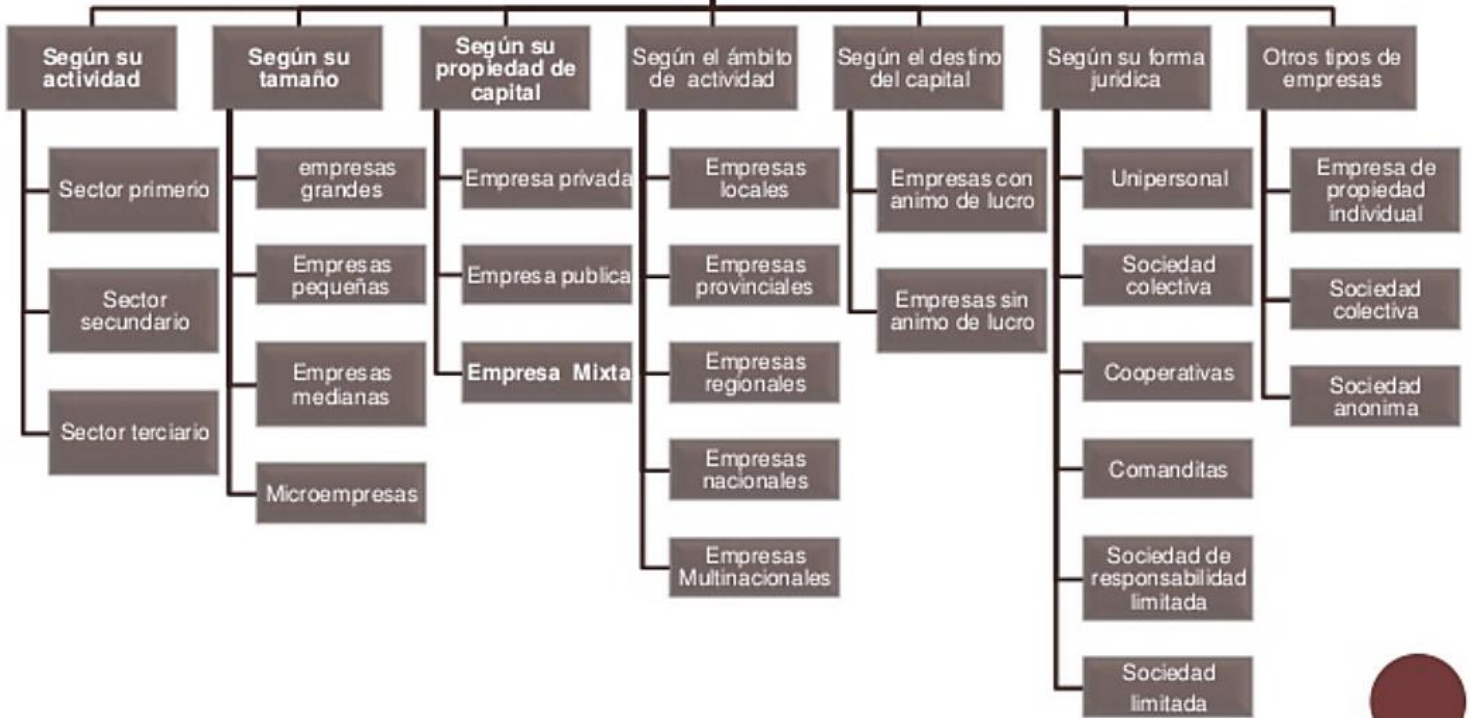 Según su
actividad
Sector primerio
Sector
secundario
Sector terciario
Según su
tamaño
empresas
grandes
Empresas
pequeñas
Empresas
medianas
Microempresas
Según su
propiedad de
capital
Empresa privada
Empresa publica
Empresa Mixta
Según el ámbito
de actividad
Empresas
locales
Empresas
provinciales
Empresas
regionales
Empresas
nacionales
Empresas
Multinacionales
Según el destino
del capital
Empresas con
animo de lucro
Empresas sin
animo de lucro
Según su forma
juridica
Unipersonal
Sociedad
colectiva
Cooperativas
Comanditas
Sociedad de
responsabilidad
limitada
Sociedad
limitada
Otros tipos de
empresas
Empresa de
propiedad
individual
Sociedad
colectiva
Sociedad
anonima